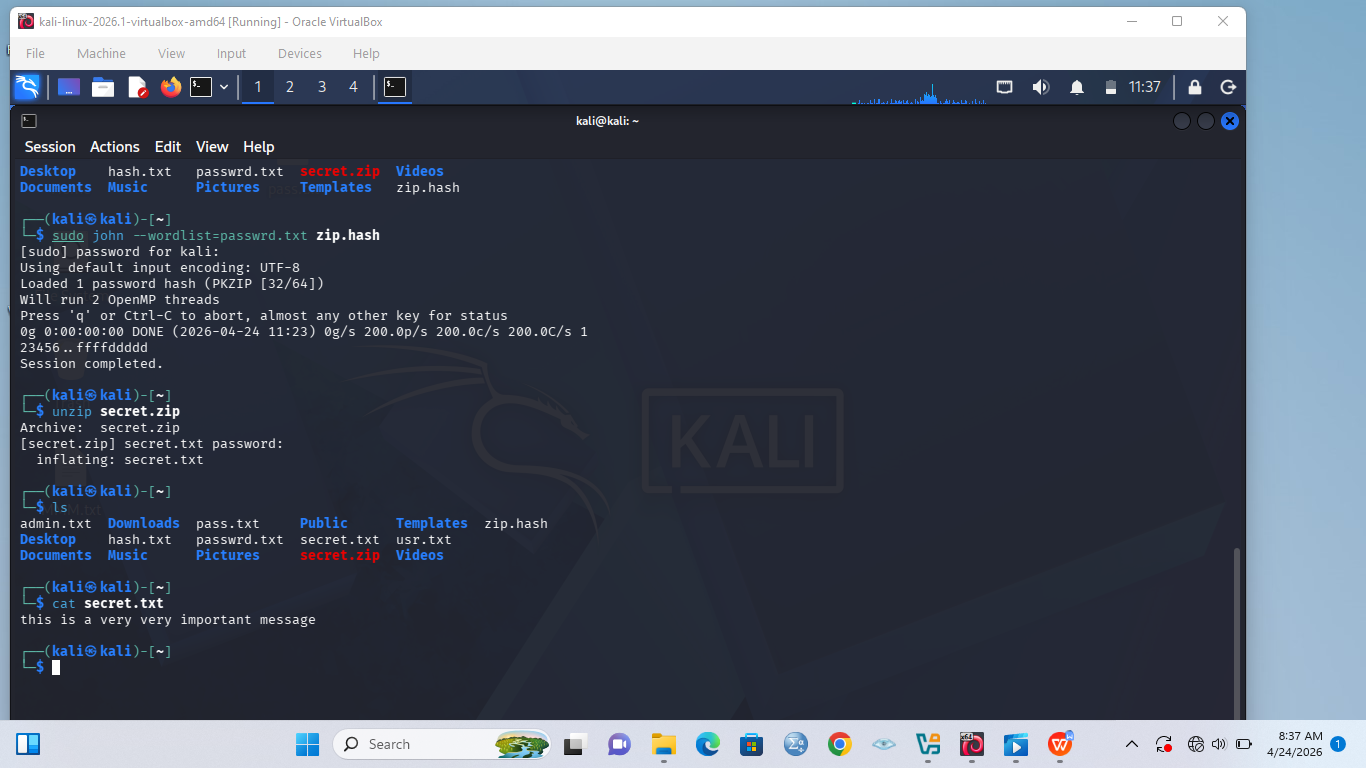 kali-linux-2026.1-virtualbox-amd64 [Running] - Oracle VirtualBox
File Machine View Input Devices Help
1 2 3 4 11:37
kali@kali: ~
Session Actions Edit View Help
Desktop hash.txt passwrd.txt secret.zip Videos
Documents Music Pictures Templates zip.hash
┌──(kali㉿kali)-[~]
└─$ sudo john --wordlist=passwrd.txt zip.hash
[sudo] password for kali:
Using default input encoding: UTF-8
Loaded 1 password hash (PKZIP [32/64])
Will run 2 OpenMP threads
Press 'q' or Ctrl-C to abort, almost any other key for status
0g 0:00:00:00 DONE (2026-04-24 11:23) 0g/s 200.0p/s 200.0c/s 200.0C/s 1
23456..ffffddddd
Session completed.
┌──(kali㉿kali)-[~]
└─$ unzip secret.zip
Archive:  secret.zip
[secret.zip] secret.txt password:
  inflating: secret.txt
┌──(kali㉿kali)-[~]
└─$ ls
admin.txt Downloads pass.txt Public Templates zip.hash
Desktop hash.txt passwrd.txt secret.txt usr.txt
Documents Music Pictures secret.zip Videos
┌──(kali㉿kali)-[~]
└─$ cat secret.txt
this is a very very important message
┌──(kali㉿kali)-[~]
└─$
KALI
Search
8:37 AM
4/24/2026
1